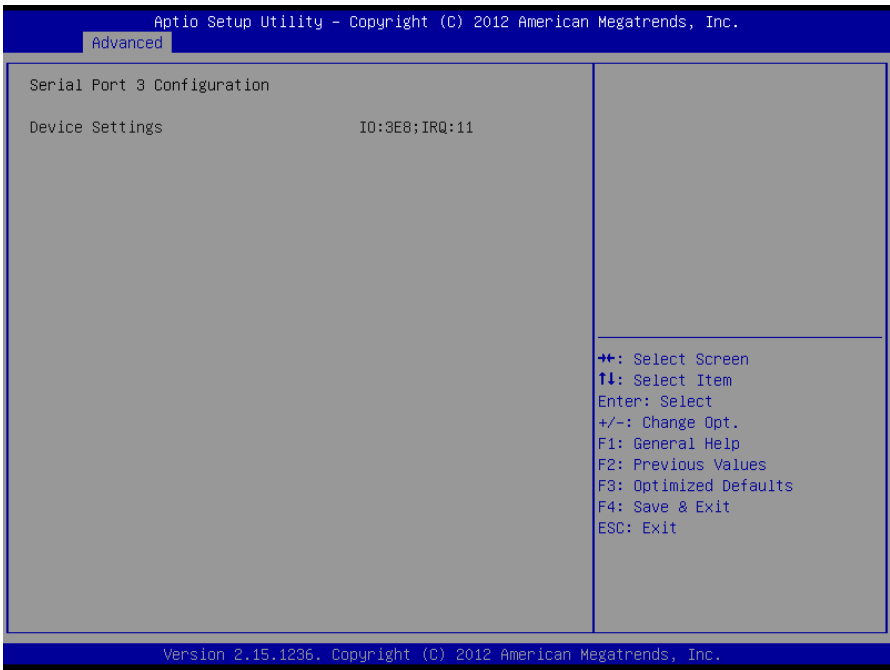 Aptio Setup Utility – Copyright (C) 2012 American Megatrends, Inc.
Advanced
Serial Port 3 Configuration
Device Settings IO:3E8;IRQ:11
→←: Select Screen
↑↓: Select Item
Enter: Select
+/-: Change Opt.
F1: General Help
F2: Previous Values
F3: Optimized Defaults
F4: Save & Exit
ESC: Exit
Version 2.15.1236. Copyright (C) 2012 American Megatrends, Inc.